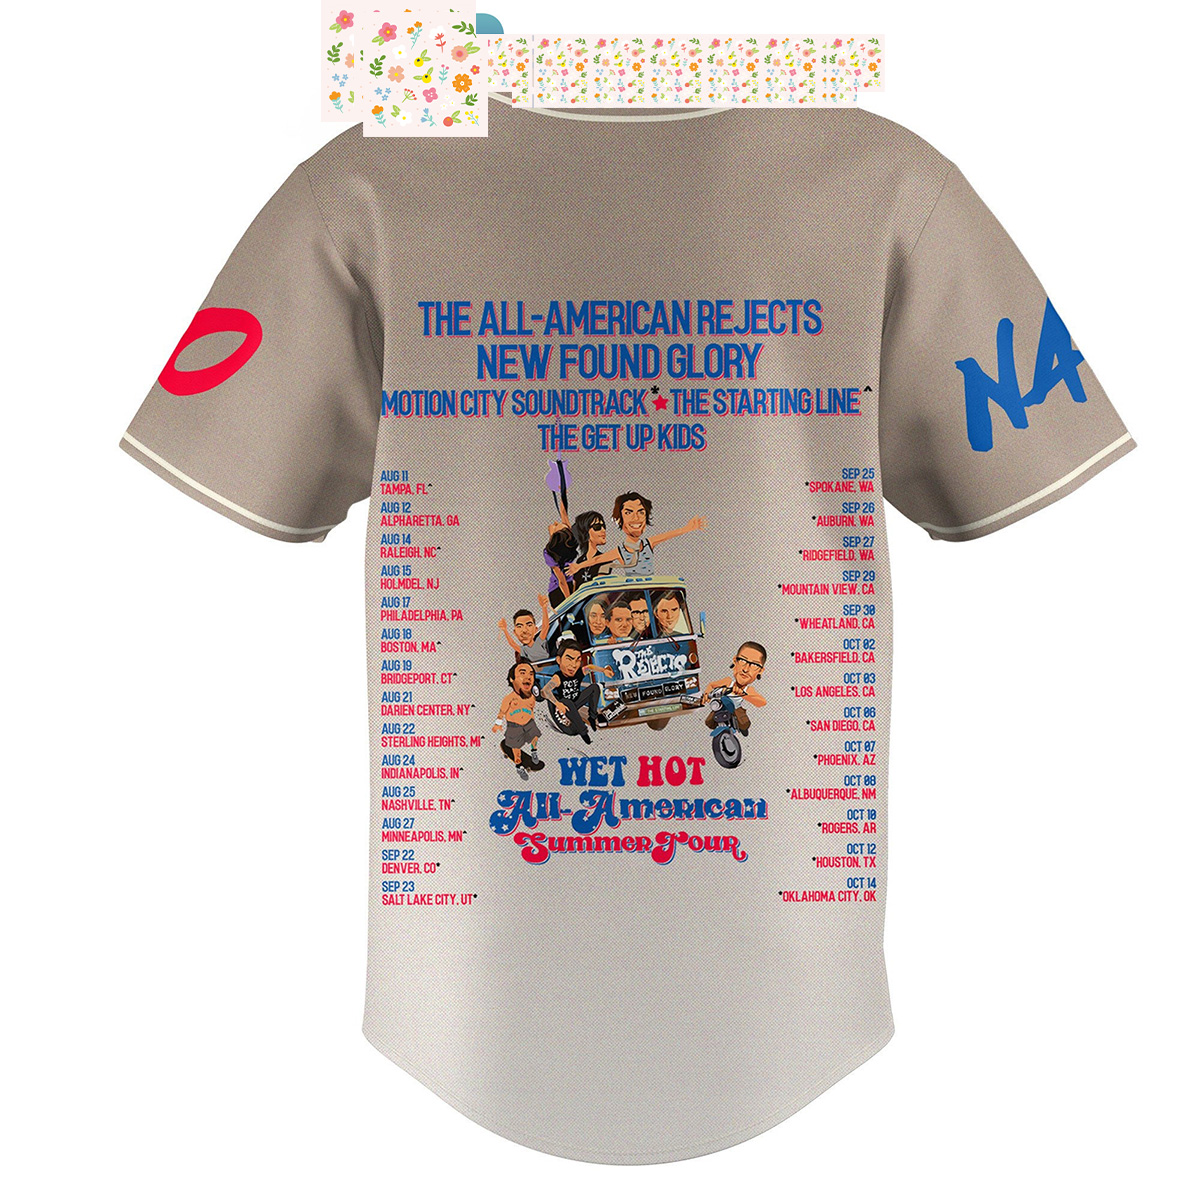 THE ALL-AMERICAN REJECTS
NEW FOUND GLORY
MOTION CITY SOUNDTRACK * ★ THE STARTING LINE ^
THE GET UP KIDS
AUG 11
TAMPA, FL^
AUG 12
ALPHARETTA, GA
AUG 14
RALEIGH, NC^
AUG 15
HOLMDEL, NJ
AUG 17
PHILADELPHIA, PA
AUG 18
BOSTON, MA^
AUG 19
BRIDGEPORT, CT^
AUG 21
DARIEN CENTER, NY^
AUG 22
STERLING HEIGHTS, MI^
AUG 24
INDIANAPOLIS, IN^
AUG 25
NASHVILLE, TN^
AUG 27
MINNEAPOLIS, MN^
SEP 22
DENVER, CO*
SEP 23
SALT LAKE CITY, UT*
SEP 25
*SPOKANE, WA
SEP 26
*AUBURN, WA
SEP 27
*RIDGEFIELD, WA
SEP 29
*MOUNTAIN VIEW, CA
SEP 30
*WHEATLAND, CA
OCT 02
*BAKERSFIELD, CA
OCT 03
*LOS ANGELES, CA
OCT 06
*SAN DIEGO, CA
OCT 07
*PHOENIX, AZ
OCT 08
*ALBUQUERQUE, NM
OCT 10
*ROGERS, AR
OCT 12
*HOUSTON, TX
OCT 14
*OKLAHOMA CITY, OK
THE
REJECTS
NEW FOUND GLORY
THE STARTING LINE
WET HOT
All-American
Summer Tour
O
NA